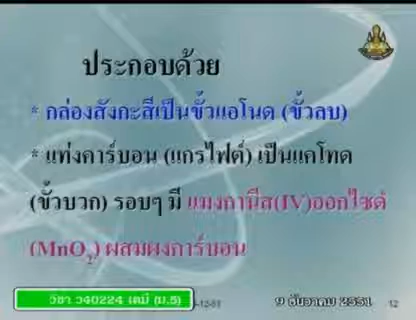 ประกอบด้วย
* กล่องสังกะสีเป็นขั้วแอโนด (ขั้วลบ)
* แท่งคาร์บอน (แกรไฟต์) เป็นแคโทด
(ขั้วบวก) รอบๆ มี แมงกานีส(IV)ออกไซด์
(MnO2) ผสมผงคาร์บอน
วิชา ว40224 เคมี (ม.5)
9 ธันวาคม 2551
12